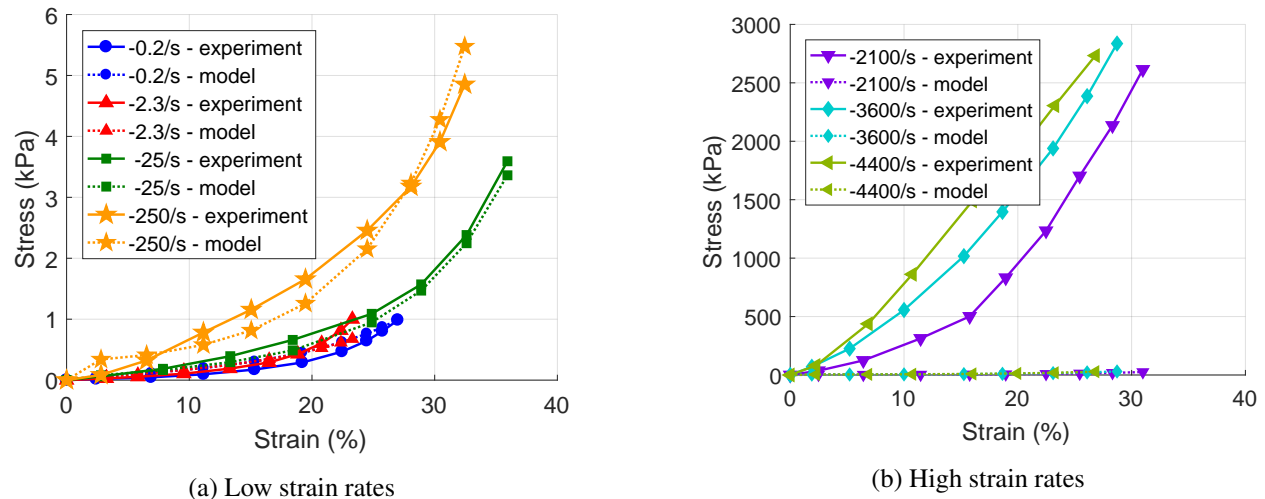 6
5
4
3
2
1
0
Stress (kPa)
-0.2/s - experiment
-0.2/s - model
-2.3/s - experiment
-2.3/s - model
-25/s - experiment
-25/s - model
-250/s - experiment
-250/s - model
0 10 20 30 40
Strain (%)
(a) Low strain rates
3000
2500
2000
1500
1000
500
0
Stress (kPa)
-2100/s - experiment
-2100/s - model
-3600/s - experiment
-3600/s - model
-4400/s - experiment
-4400/s - model
0 10 20 30 40
Strain (%)
(b) High strain rates